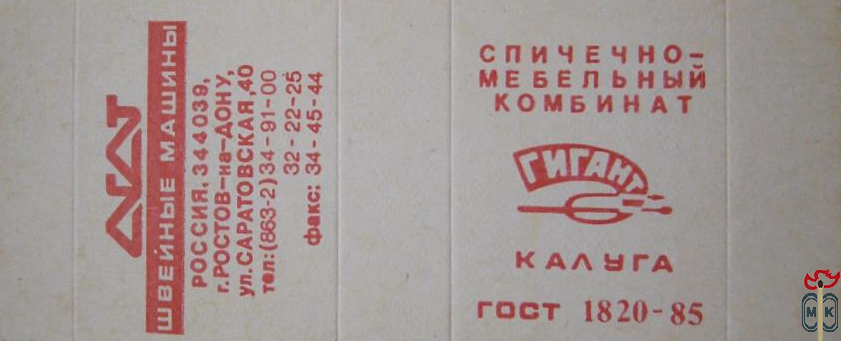 ШВЕЙНЫЕ МАШИНЫ
РОССИЯ, 344039,
г. РОСТОВ-на-ДОНУ,
ул. САРАТОВСКАЯ, 40
тел: (863-2) 34-91-00
32-22-25
факс: 34-45-44
СПИЧЕЧНО-
МЕБЕЛЬНЫЙ
КОМБИНАТ
ГИГАНТ
КАЛУГА
ГОСТ 1820-85
МК